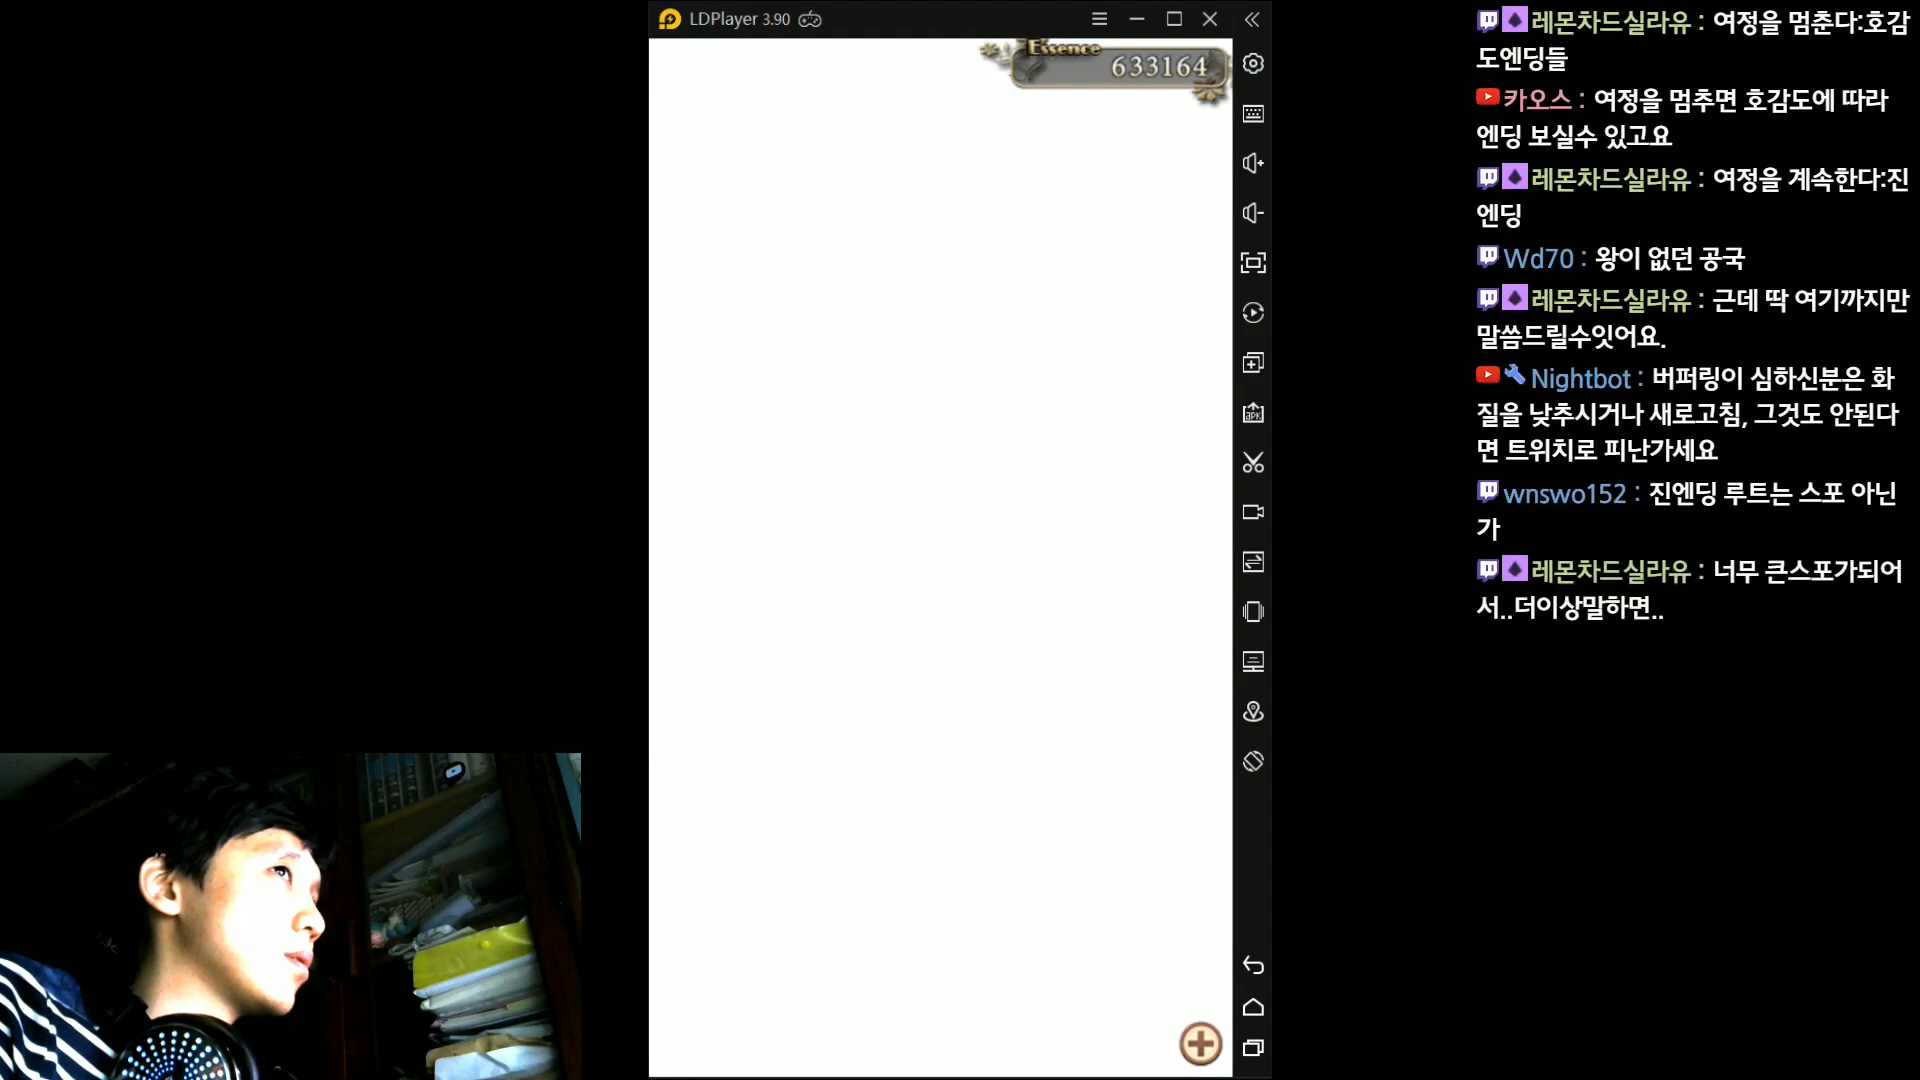 LDPlayer 3.90
Essence
633164
레몬차드실라유 : 여정을 멈춘다:호감
도엔딩들
카오스 : 여정을 멈추면 호감도에 따라
엔딩 보실수 있고요
레몬차드실라유 : 여정을 계속한다:진
엔딩
Wd70 : 왕이 없던 공국
레몬차드실라유 : 근데 딱 여기까지만
말씀드릴수잇어요.
Nightbot : 버퍼링이 심하신분은 화
질을 낮추시거나 새로고침, 그것도 안된다
면 트위치로 피난가세요
wnswo152 : 진엔딩 루트는 스포 아닌
가
레몬차드실라유 : 너무 큰스포가되어
서..더이상말하면..